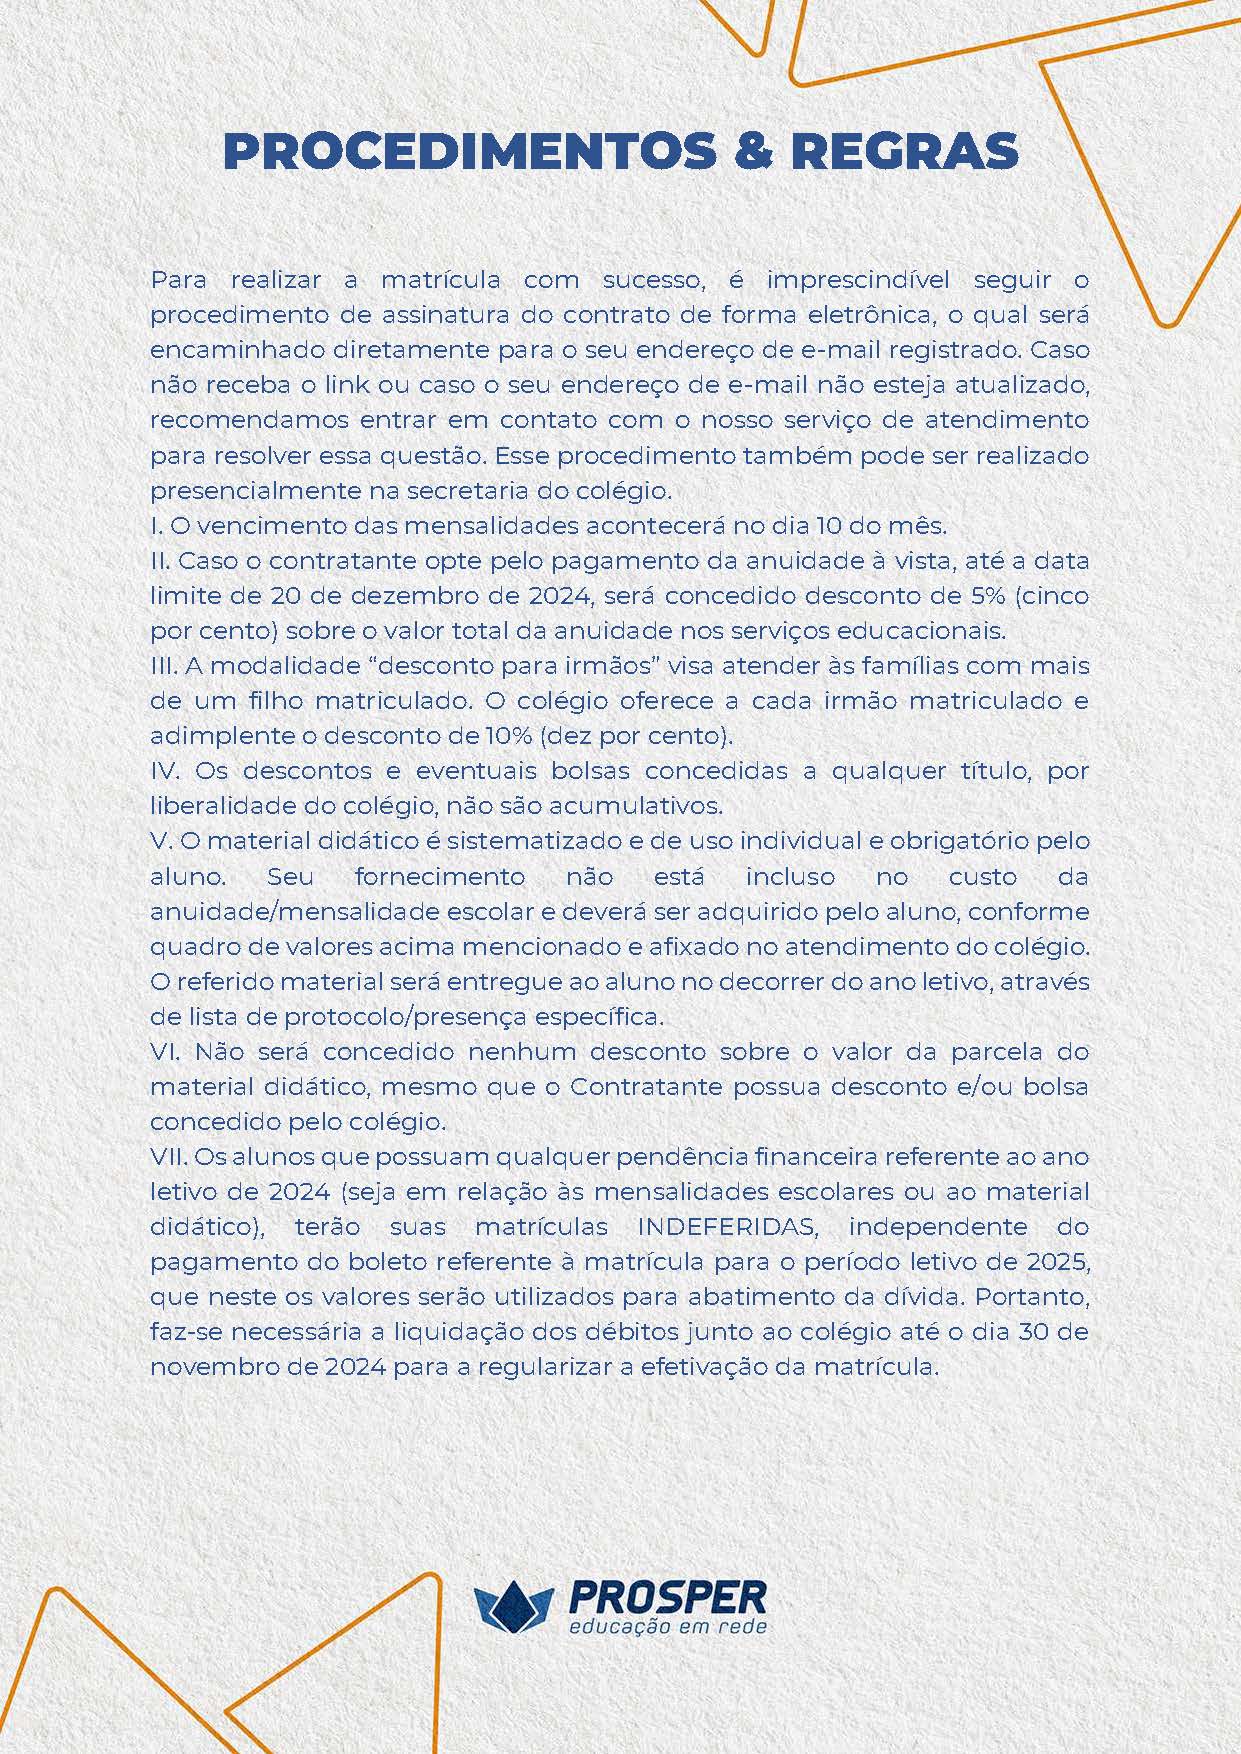 PROCEDIMENTOS & REGRAS
Para realizar a matrícula com sucesso, é imprescindível seguir o
procedimento de assinatura do contrato de forma eletrônica, o qual será
encaminhado diretamente para o seu endereço de e-mail registrado. Caso
não receba o link ou caso o seu endereço de e-mail não esteja atualizado,
recomendamos entrar em contato com o nosso serviço de atendimento
para resolver essa questão. Esse procedimento também pode ser realizado
presencialmente na secretaria do colégio.
I. O vencimento das mensalidades acontecerá no dia 10 do mês.
II. Caso o contratante opte pelo pagamento da anuidade à vista, até a data
limite de 20 de dezembro de 2024, será concedido desconto de 5% (cinco
por cento) sobre o valor total da anuidade nos serviços educacionais.
III. A modalidade “desconto para irmãos” visa atender às famílias com mais
de um filho matriculado. O colégio oferece a cada irmão matriculado e
adimplente o desconto de 10% (dez por cento).
IV. Os descontos e eventuais bolsas concedidas a qualquer título, por
liberalidade do colégio, não são acumulativos.
V. O material didático é sistematizado e de uso individual e obrigatório pelo
aluno. Seu fornecimento não está incluso no custo da
anuidade/mensalidade escolar e deverá ser adquirido pelo aluno, conforme
quadro de valores acima mencionado e afixado no atendimento do colégio.
O referido material será entregue ao aluno no decorrer do ano letivo, através
de lista de protocolo/presença específica.
VI. Não será concedido nenhum desconto sobre o valor da parcela do
material didático, mesmo que o Contratante possua desconto e/ou bolsa
concedido pelo colégio.
VII. Os alunos que possuam qualquer pendência financeira referente ao ano
letivo de 2024 (seja em relação às mensalidades escolares ou ao material
didático), terão suas matrículas INDEFERIDAS, independente do
pagamento do boleto referente à matrícula para o período letivo de 2025,
que neste os valores serão utilizados para abatimento da dívida. Portanto,
faz-se necessária a liquidação dos débitos junto ao colégio até o dia 30 de
novembro de 2024 para a regularizar a efetivação da matrícula.
PROSPER
educação em rede